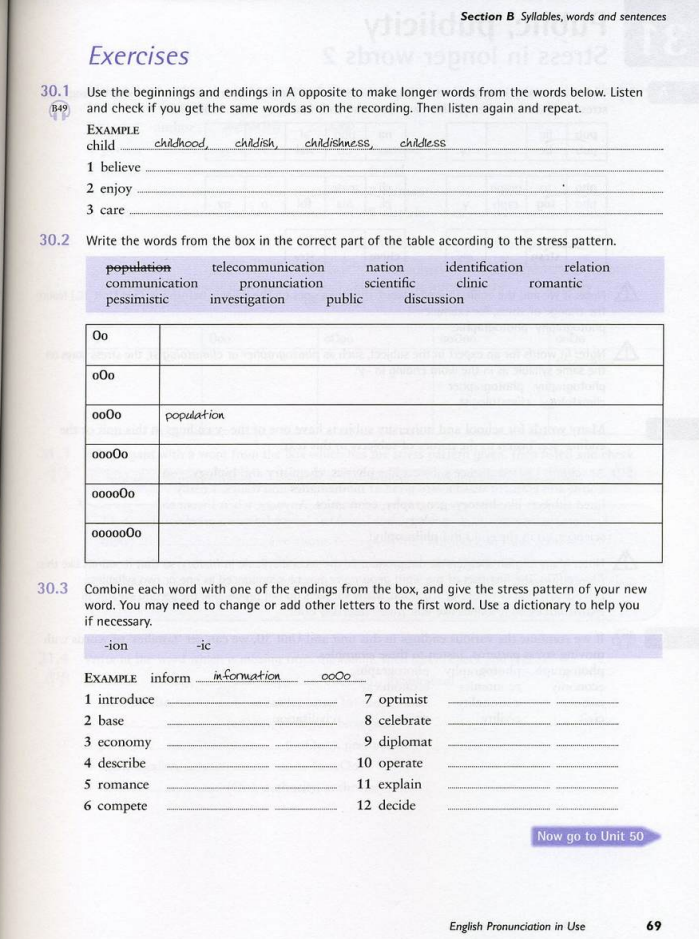 Section B Syllables, words and sentences
Exercises
30.1 Use the beginnings and endings in A opposite to make longer words from the words below. Listen
B49 and check if you get the same words as on the recording. Then listen again and repeat.
EXAMPLE
child childhood, childish, childishness, childless
1 believe
2 enjoy
3 care
30.2 Write the words from the box in the correct part of the table according to the stress pattern.
population telecommunication nation identification relation
communication pronunciation scientific clinic romantic
pessimistic investigation public discussion
Oo
oOo
ooOo population
oooOo
ooooOo
oooooOo
30.3 Combine each word with one of the endings from the box, and give the stress pattern of your new
word. You may need to change or add other letters to the first word. Use a dictionary to help you
if necessary.
-ion -ic
EXAMPLE inform information ooOo
1 introduce 7 optimist
2 base 8 celebrate
3 economy 9 diplomat
4 describe 10 operate
5 romance 11 explain
6 compete 12 decide
Now go to Unit 50
English Pronunciation in Use 69